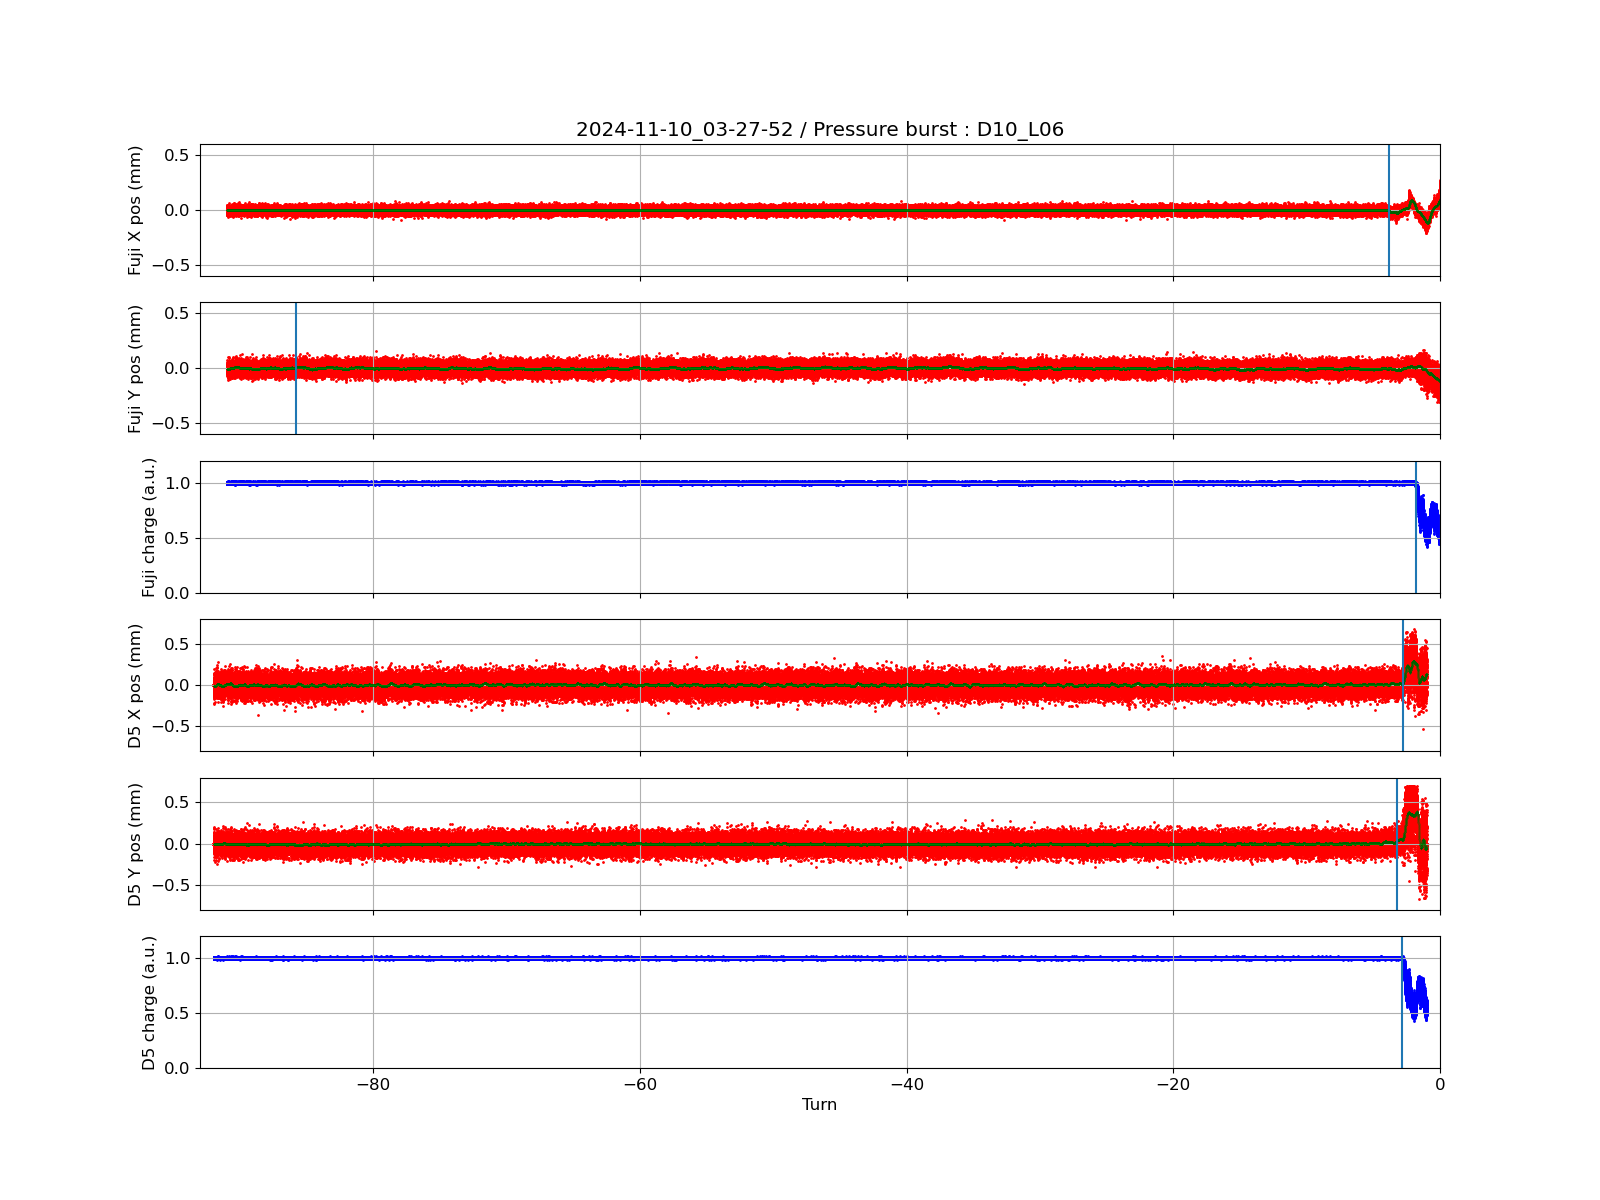 2024-11-10_03-27-52 / Pressure burst : D10_L06
Fuji X pos (mm)
0.5
0.0
−0.5
Fuji Y pos (mm)
0.5
0.0
−0.5
Fuji charge (a.u.)
1.0
0.5
0.0
D5 X pos (mm)
0.5
0.0
−0.5
D5 Y pos (mm)
0.5
0.0
−0.5
D5 charge (a.u.)
1.0
0.5
0.0
−80 −60 −40 −20 0
Turn